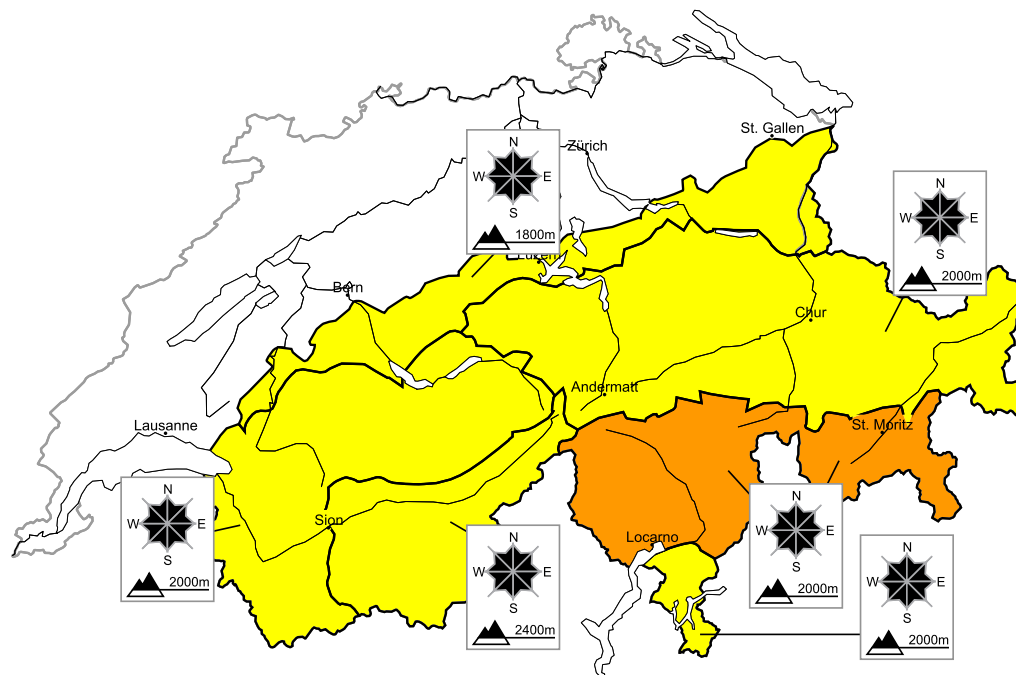 St. Gallen
Zürich
N
W E
S
1800m
Luzern
N
W E
S
2000m
Bern
Chur
Andermatt
Lausanne
St. Moritz
N
W E
S
2000m
Sion
N
W E
S
2400m
Locarno
N
W E
S
2000m
N
W E
S
2000m